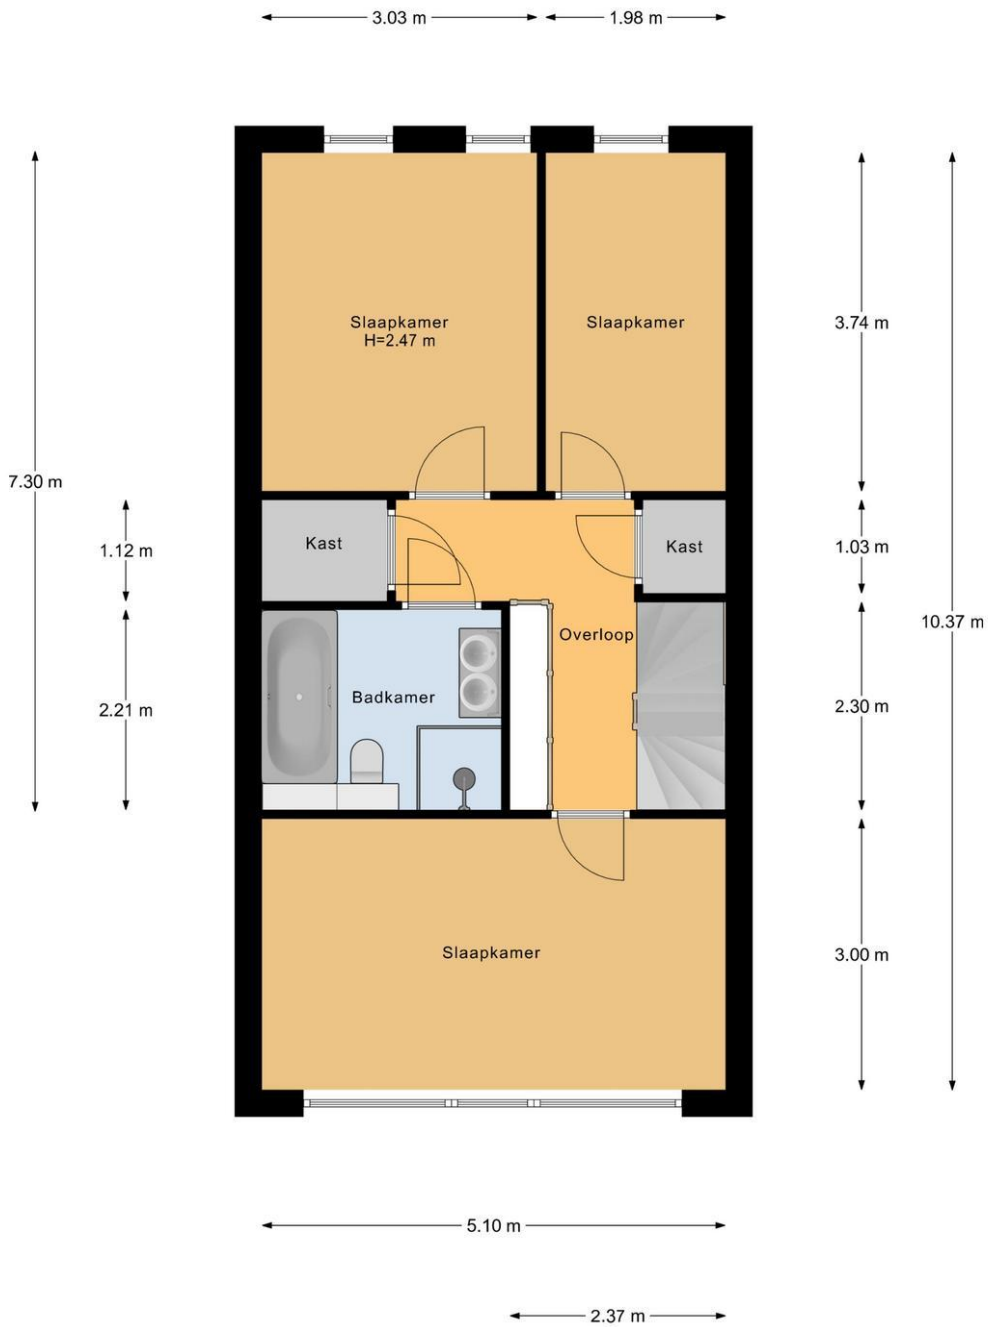 3.03 m
1.98 m
Slaapkamer
H=2.47 m
Slaapkamer
3.74 m
7.30 m
1.12 m
Kast
Kast
1.03 m
10.37 m
Overloop
2.21 m
Badkamer
2.30 m
Slaapkamer
3.00 m
5.10 m
2.37 m